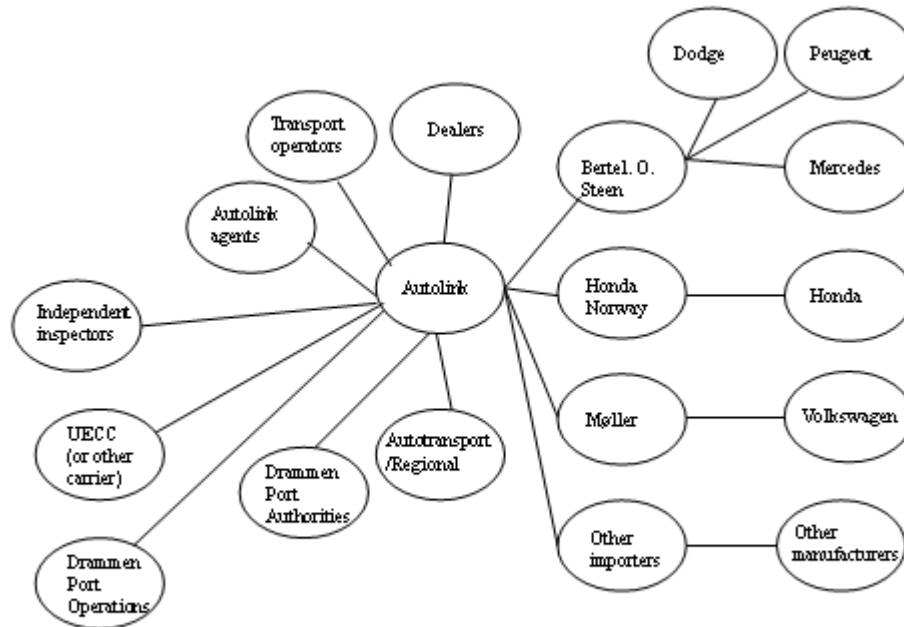 Dodge
Peugeot
Transport
operators
Dealers
Bertel. O.
Steen
Mercedes
Autolink
agents
Autolink
Honda
Norway
Honda
Independent
inspectors
Møller
Volkswagen
UECC
(or other
carrier)
Drammen
Port
Authorities
Autotransport
/Regional
Other
importers
Other
manufacturers
Drammen
Port
Operations